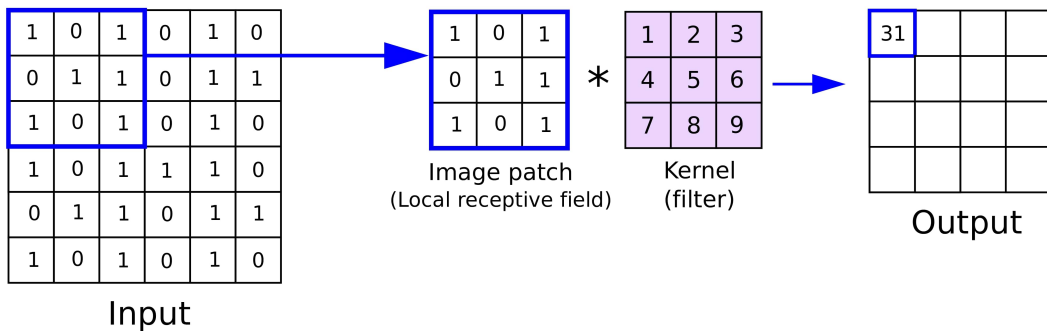 1 0 1 0 1 0
0 1 1 0 1 1
1 0 1 0 1 0
1 0 1 1 1 0
0 1 1 0 1 1
1 0 1 0 1 0
Input
1 0 1
0 1 1
1 0 1
Image patch
(Local receptive field)
*
1 2 3
4 5 6
7 8 9
Kernel
(filter)
31
Output